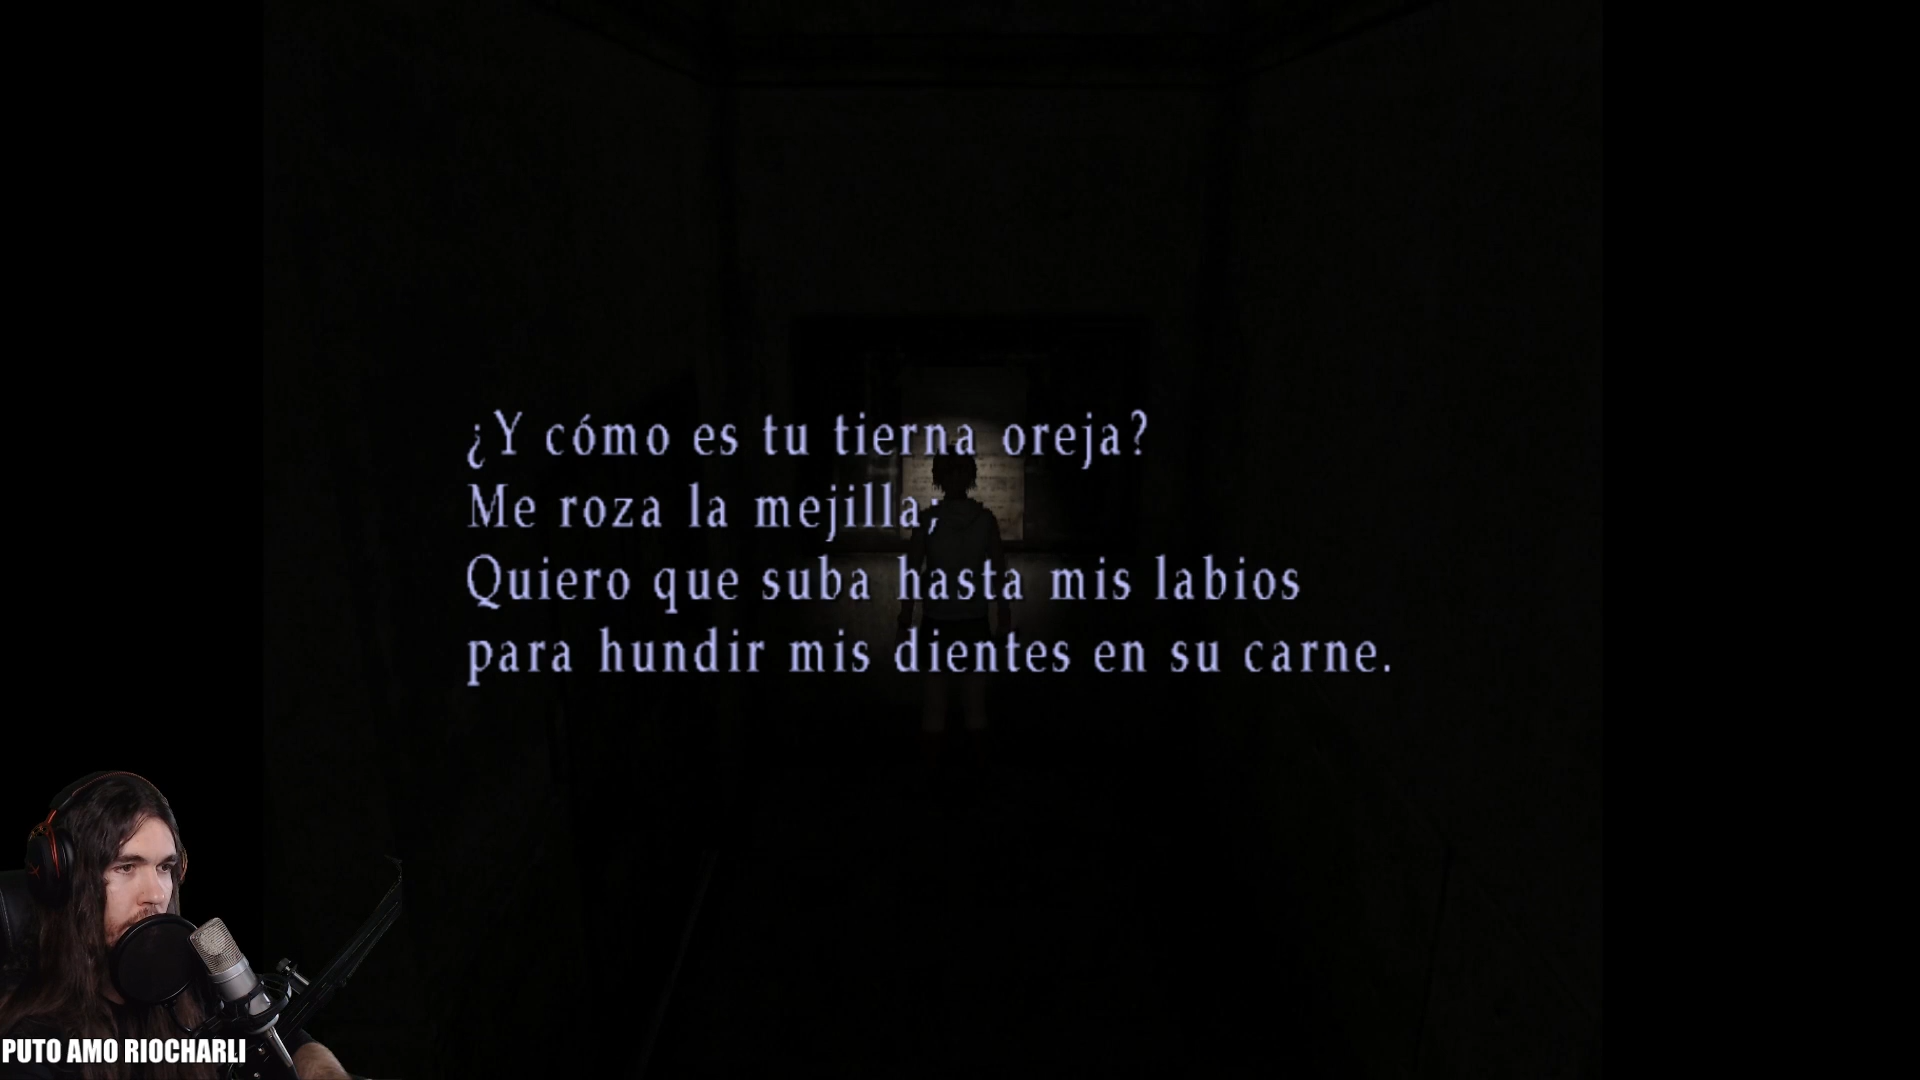 ¿Y cómo es tu tierna oreja?
Me roza la mejilla;
Quiero que suba hasta mis labios
para hundir mis dientes en su carne.
PUTO AMO RIOCHARLI